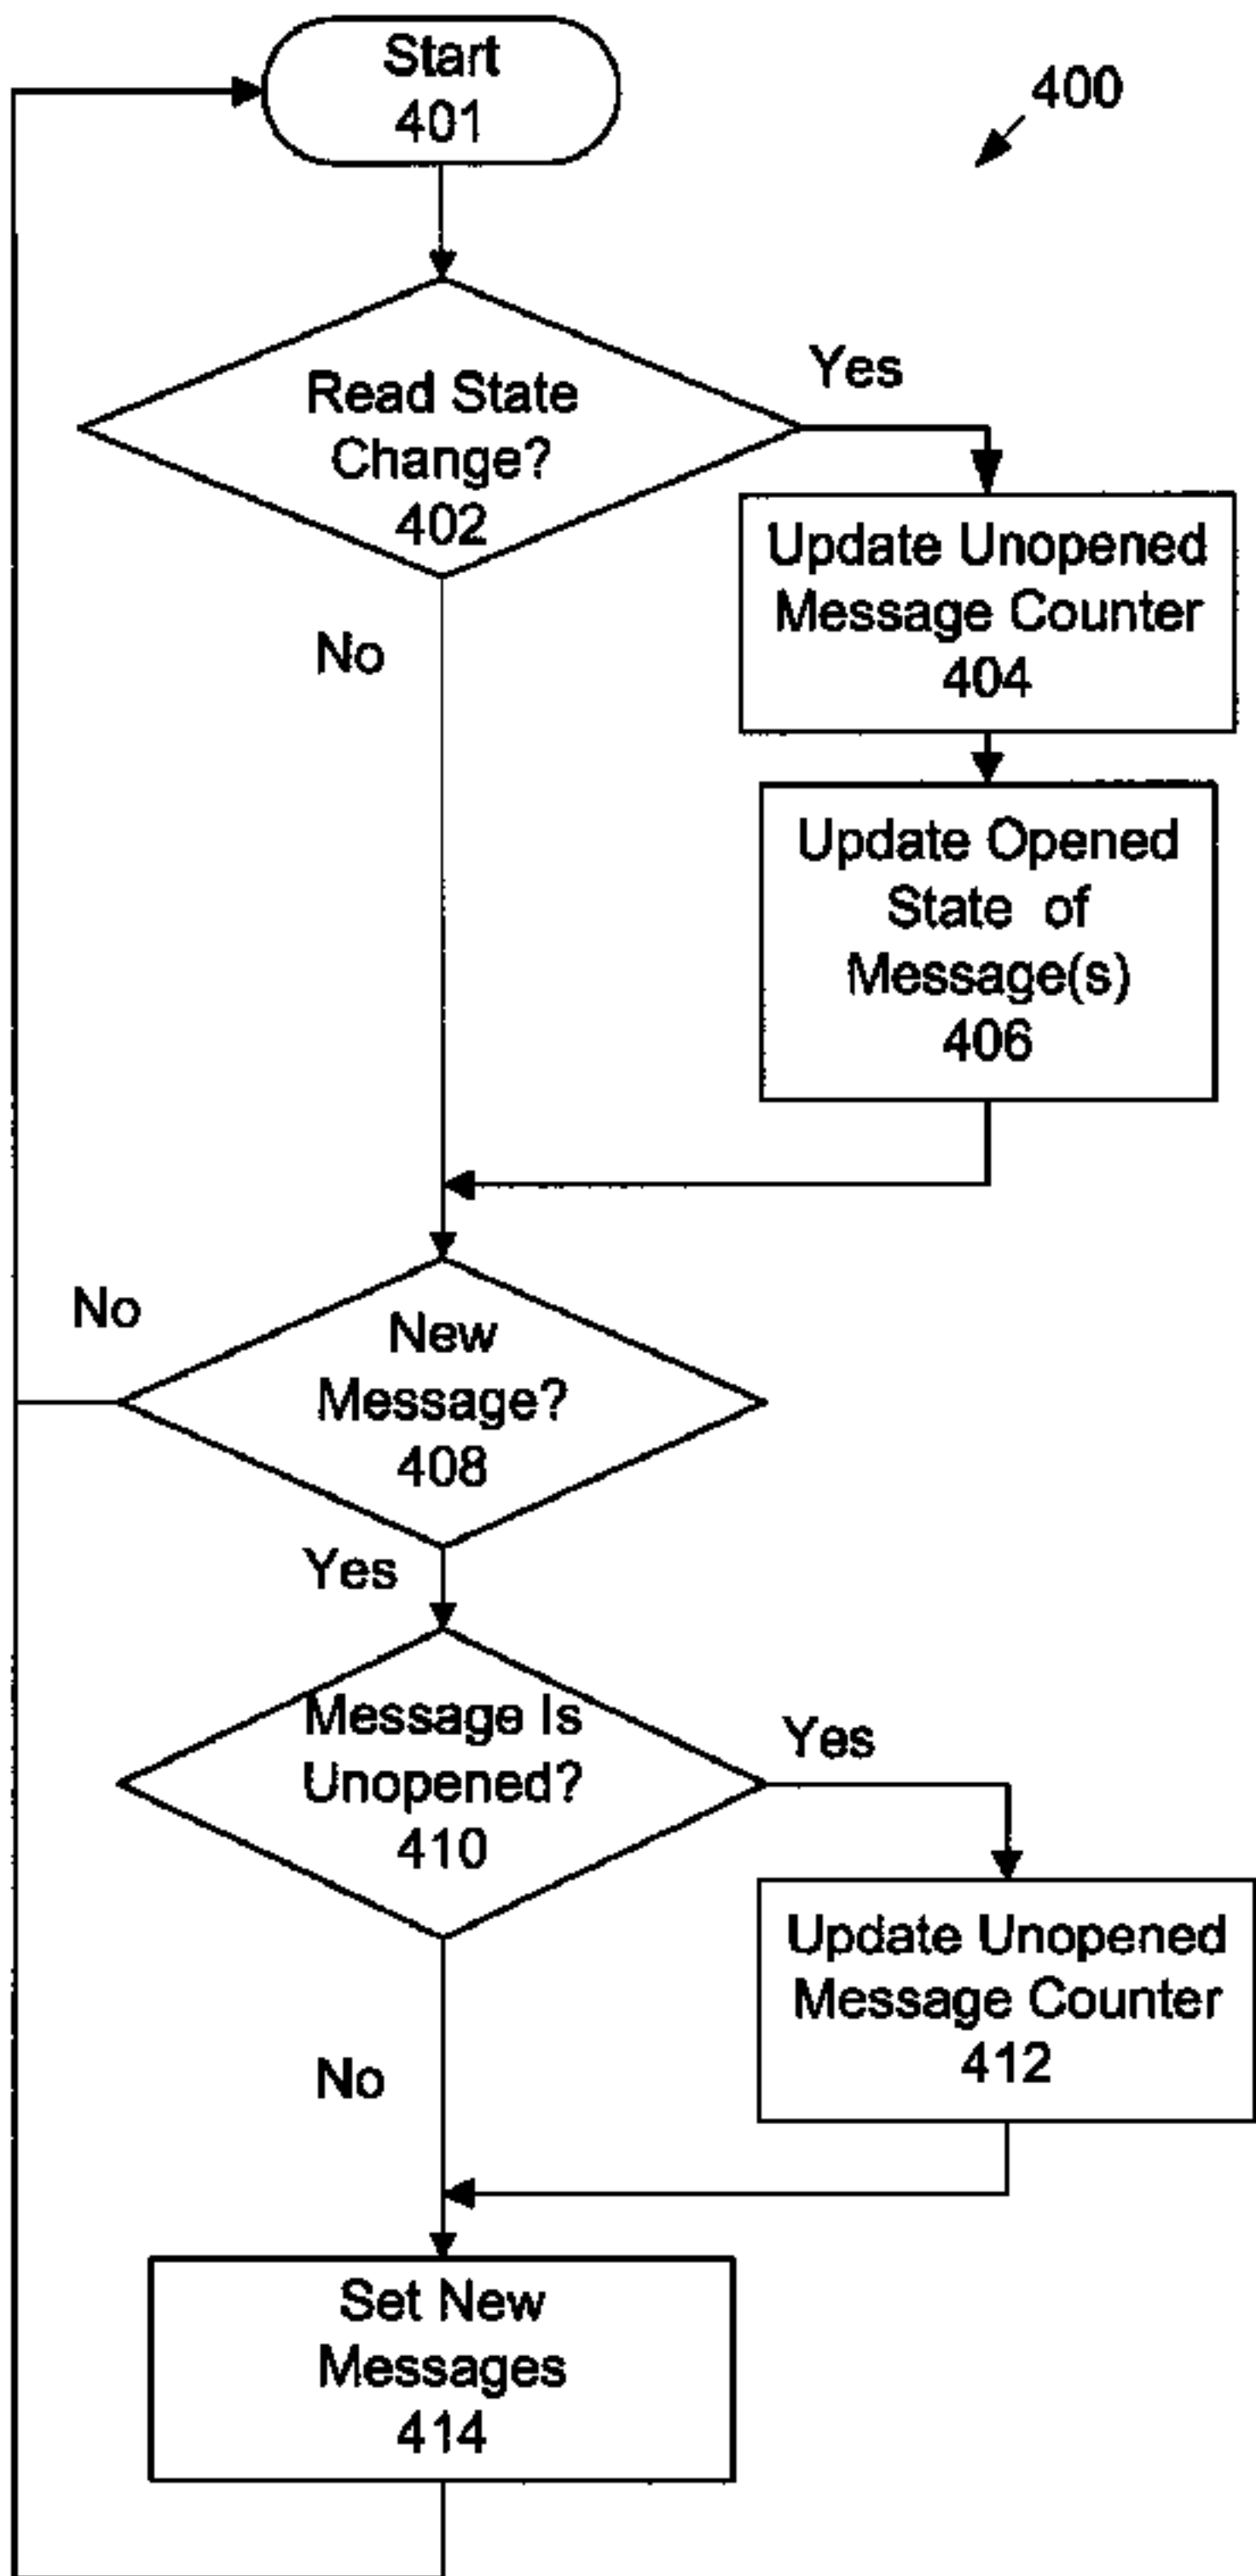 Start
401
400
Read State
Change?
402
Yes
No
Update Unopened
Message Counter
404
Update Opened
State of
Message(s)
406
No
New
Message?
408
Yes
Message Is
Unopened?
410
Yes
No
Update Unopened
Message Counter
412
Set New
Messages
414